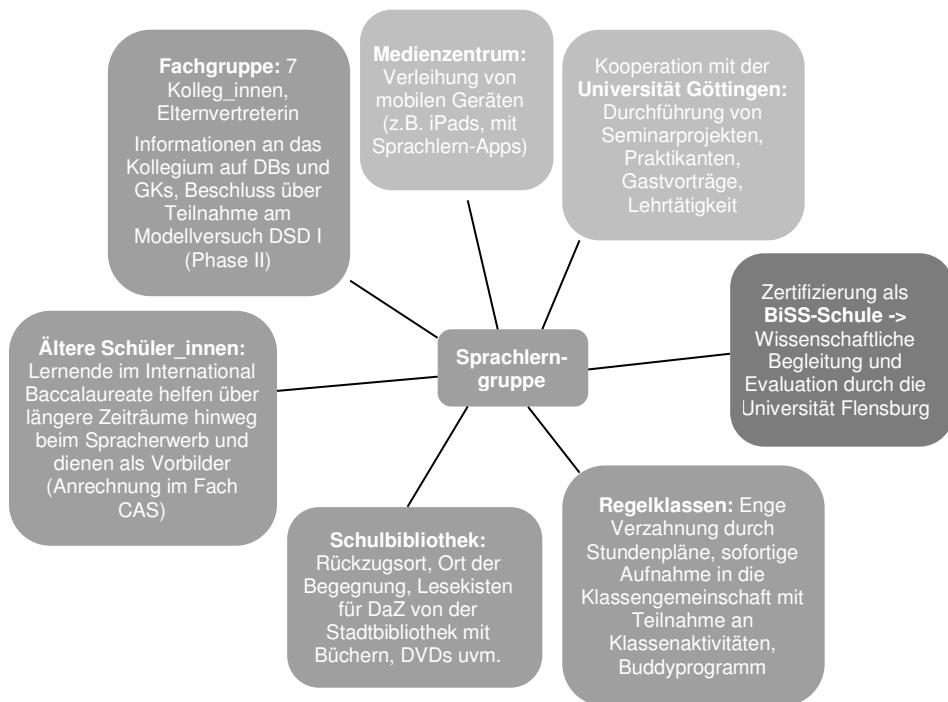 Fachgruppe: 7
Kolleg_innen,
Elternvertreterin
Informationen an das
Kollegium auf DBs und
GKs, Beschluss über
Teilnahme am
Modellversuch DSD I
(Phase II)
Medienzentrum:
Verleihung von
mobilen Geräten
(z.B. iPads, mit
Sprachlern-Apps)
Kooperation mit der
Universität Göttingen:
Durchführung von
Seminarprojekten,
Praktikanten,
Gastvorträge,
Lehrtätigkeit
Zertifizierung als
BiSS-Schule ->
Wissenschaftliche
Begleitung und
Evaluation durch die
Universität Flensburg
Sprachlern-
gruppe
Ältere Schüler_innen:
Lernende im International
Baccalaureate helfen über
längere Zeiträume hinweg
beim Spracherwerb und
dienen als Vorbilder
(Anrechnung im Fach
CAS)
Schulbibliothek:
Rückzugsort, Ort der
Begegnung, Lesekisten
für DaZ von der
Stadtbibliothek mit
Büchern, DVDs uvm.
Regelklassen: Enge
Verzahnung durch
Stundenpläne, sofortige
Aufnahme in die
Klassengemeinschaft mit
Teilnahme an
Klassenaktivitäten,
Buddyprogramm